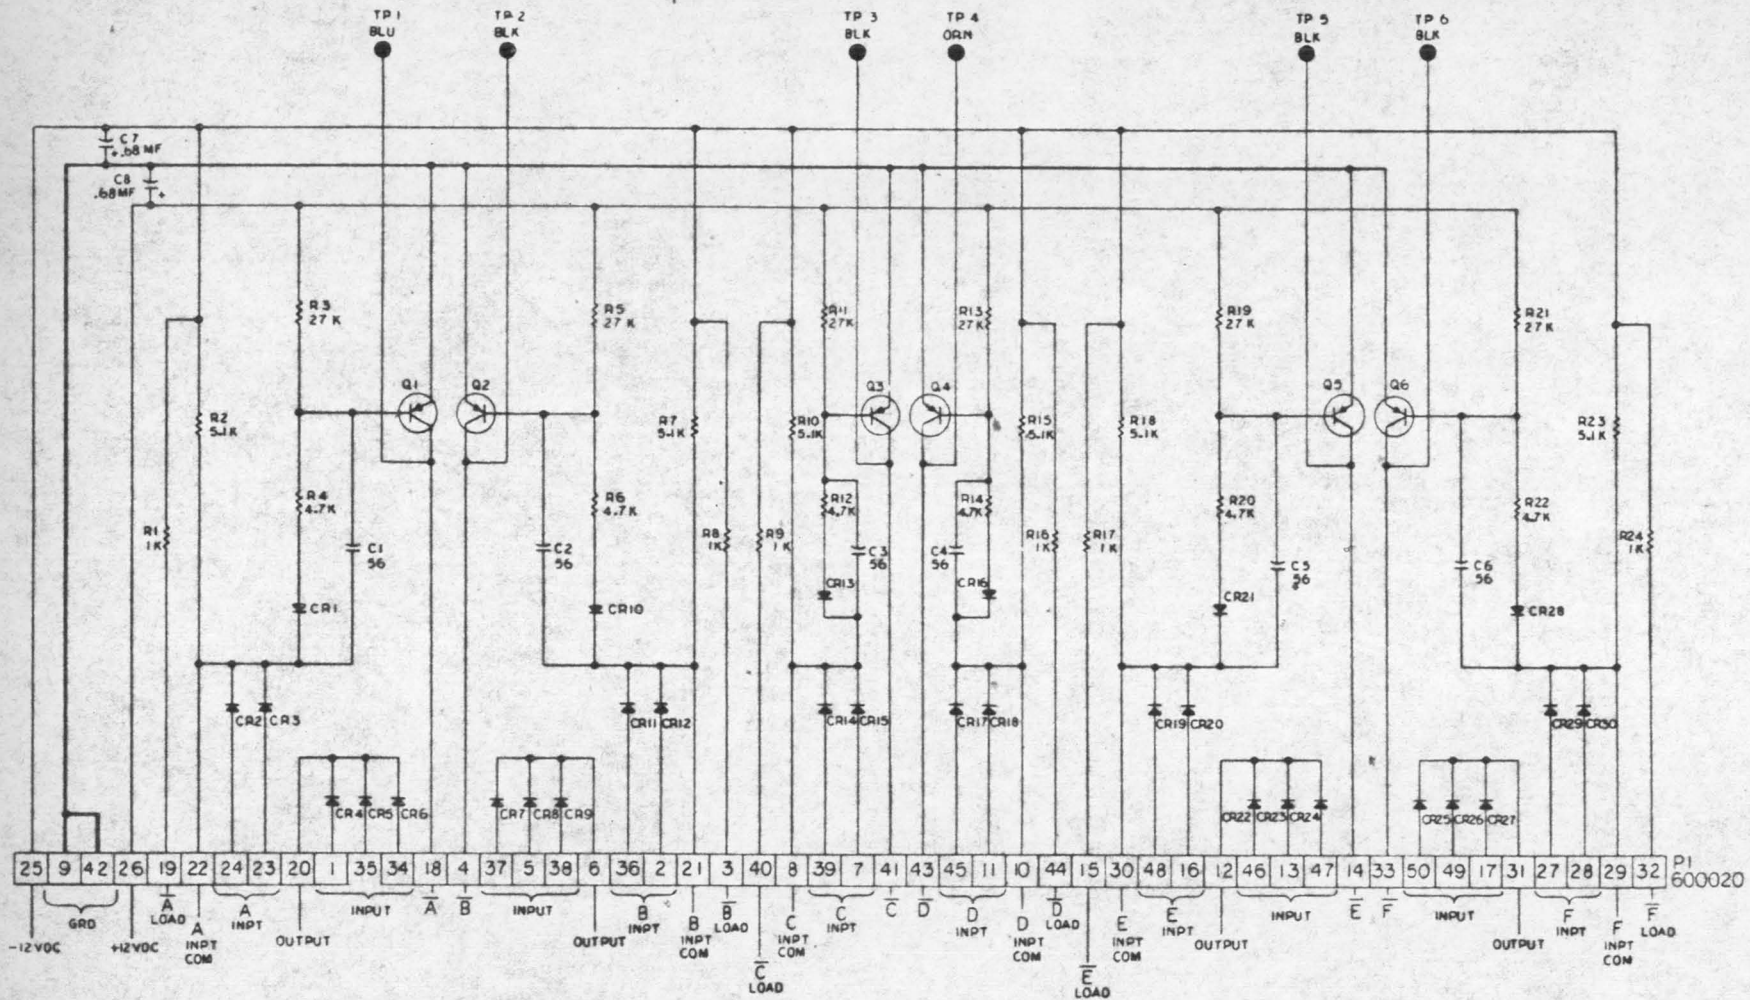 TP 1 TP 2 TP 3 TP 4 TP 5 TP 6
BLU BLK BLK ORN BLK BLK
C7
+.68 MF
C8
.68MF +
R3 R5 R11 R13 R19 R21
27 K 27 K 27K 27K 27 K 27K
Q1 Q2 Q3 Q4 Q5 Q6
R2 R7 R10 R15 R18 R23
5.1K 5.1K 5.1K 5.1K 5.1K 5.1K
R4 R6 R12 R14 R20 R22
4.7K 4.7K 4.7K 4.7K 4.7K 4.7K
R1 R8 R9 R16 R17 R24
1K 1K 1K 1K 1K 1K
C1 C2 C3 C4 C5 C6
56 56 56 56 56 56
CR1 CR10 CR13 CR16 CR21 CR28
CR2 CR3 CR11 CR12 CR14 CR15 CR17 CR18 CR19 CR20 CR29 CR30
CR4 CR5 CR6 CR7 CR8 CR9 CR22 CR23 CR24 CR25 CR26 CR27
25 9 42 26 19 22 24 23 20 1 35 34 18 4 37 5 38 6 36 2 21 3 40 8 39 7 41 43 45 11 10 44 15 30 48 16 12 46 13 47 14 33 50 49 17 31 27 28 29 32 P1
600020
-12VDC
GRD
+12VDC
A̅
LOAD
A
INPT
COM
A
INPT
OUTPUT
INPUT
A̅
B̅
INPUT
OUTPUT
B
INPT
B
INPT
COM
B̅
LOAD
C̅
LOAD
C
INPT
COM
C
INPT
C̅
D̅
D
INPT
D
INPT
COM
D̅
LOAD
E̅
LOAD
E
INPT
COM
E
INPT
OUTPUT
INPUT
E̅
F̅
INPUT
OUTPUT
F
INPT
F
INPT
COM
F̅
LOAD